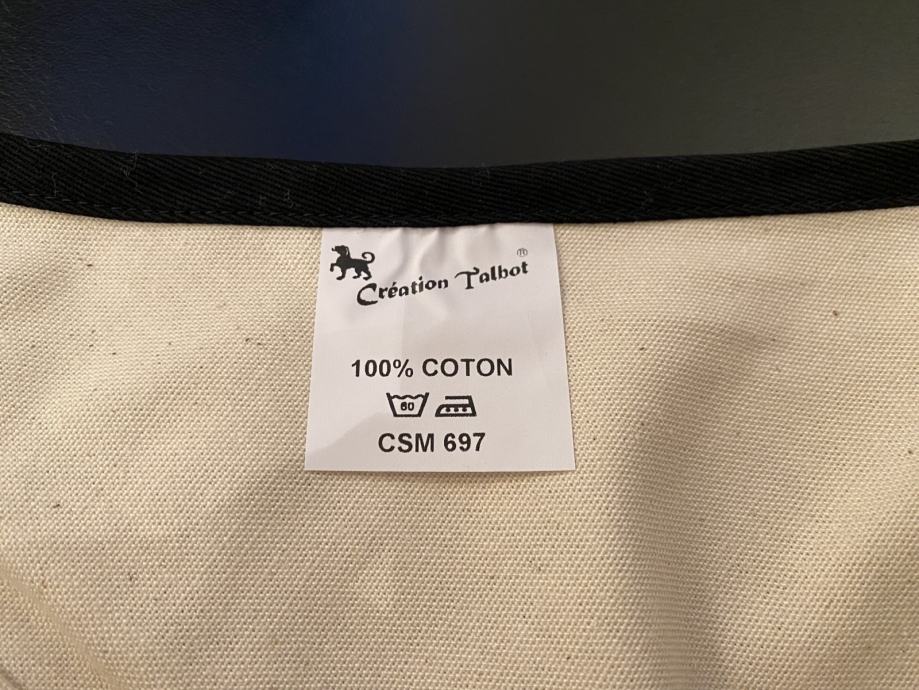 Création Talbot ®
100% COTON
60
CSM 697